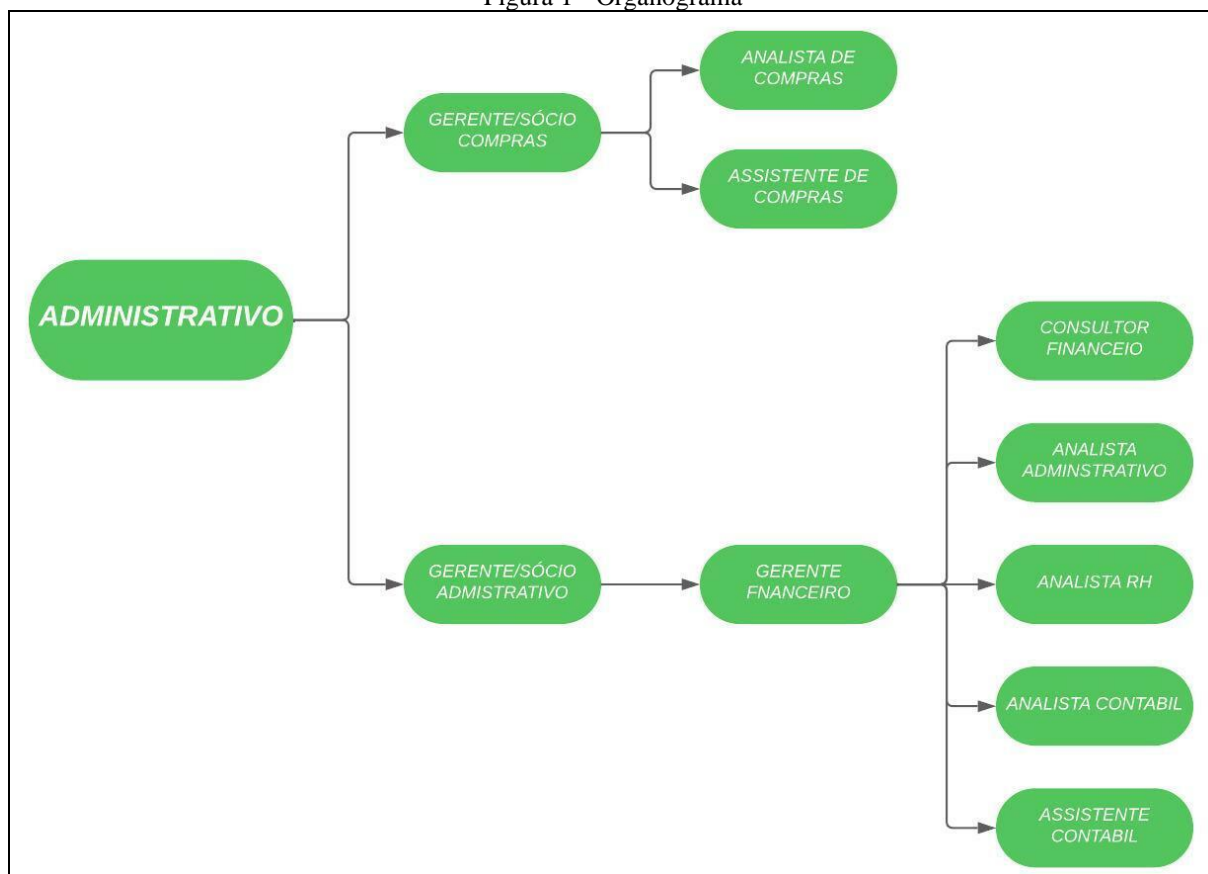 Figura 1 - Organograma
ANALISTA DE
COMPRAS
GERENTE/SÓCIO
COMPRAS
ASSISTENTE DE
COMPRAS
ADMINISTRATIVO
CONSULTOR
FINANCEIO
ANALISTA
ADMINSTRATIVO
GERENTE/SÓCIO
ADMISTRATIVO
GERENTE
FNANCEIRO
ANALISTA RH
ANALISTA CONTABIL
ASSISTENTE
CONTABIL